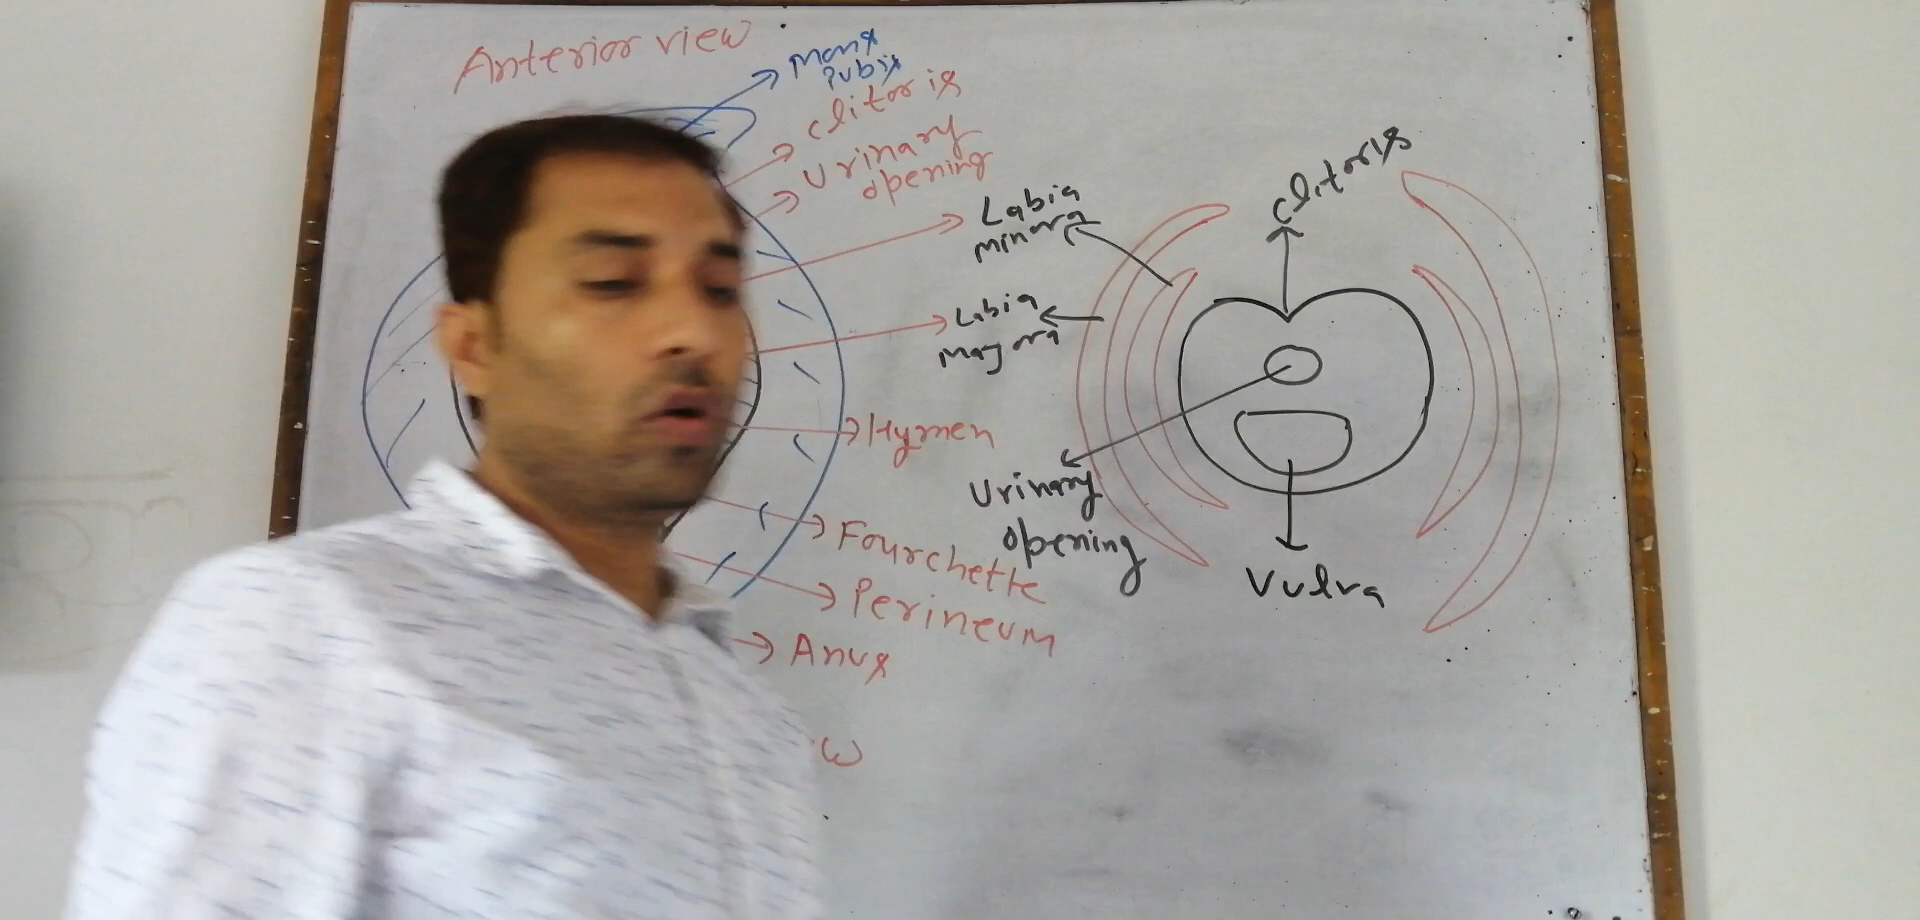 Anterior view
Mons
Pubis
Clitoris
Urinary
opening
Labia
minora
Labia
majora
Hymen
Fourchette
Perineum
Anus
Clitoris
Urinary
opening
Vulva